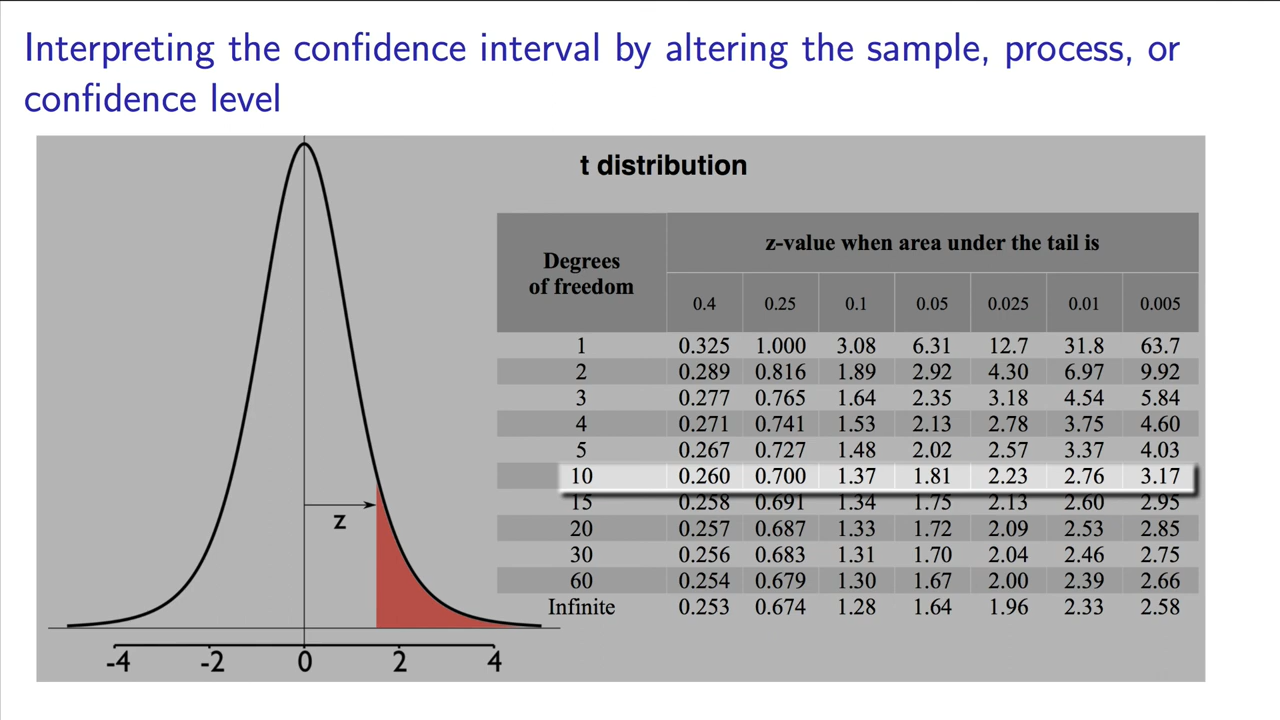 Interpreting the confidence interval by altering the sample, process, or
confidence level
t distribution
Degrees
of freedom
z-value when area under the tail is
0.4 0.25 0.1 0.05 0.025 0.01 0.005
1 0.325 1.000 3.08 6.31 12.7 31.8 63.7
2 0.289 0.816 1.89 2.92 4.30 6.97 9.92
3 0.277 0.765 1.64 2.35 3.18 4.54 5.84
4 0.271 0.741 1.53 2.13 2.78 3.75 4.60
5 0.267 0.727 1.48 2.02 2.57 3.37 4.03
10 0.260 0.700 1.37 1.81 2.23 2.76 3.17
15 0.258 0.691 1.34 1.75 2.13 2.60 2.95
20 0.257 0.687 1.33 1.72 2.09 2.53 2.85
30 0.256 0.683 1.31 1.70 2.04 2.46 2.75
60 0.254 0.679 1.30 1.67 2.00 2.39 2.66
Infinite 0.253 0.674 1.28 1.64 1.96 2.33 2.58
z
-4 -2 0 2 4